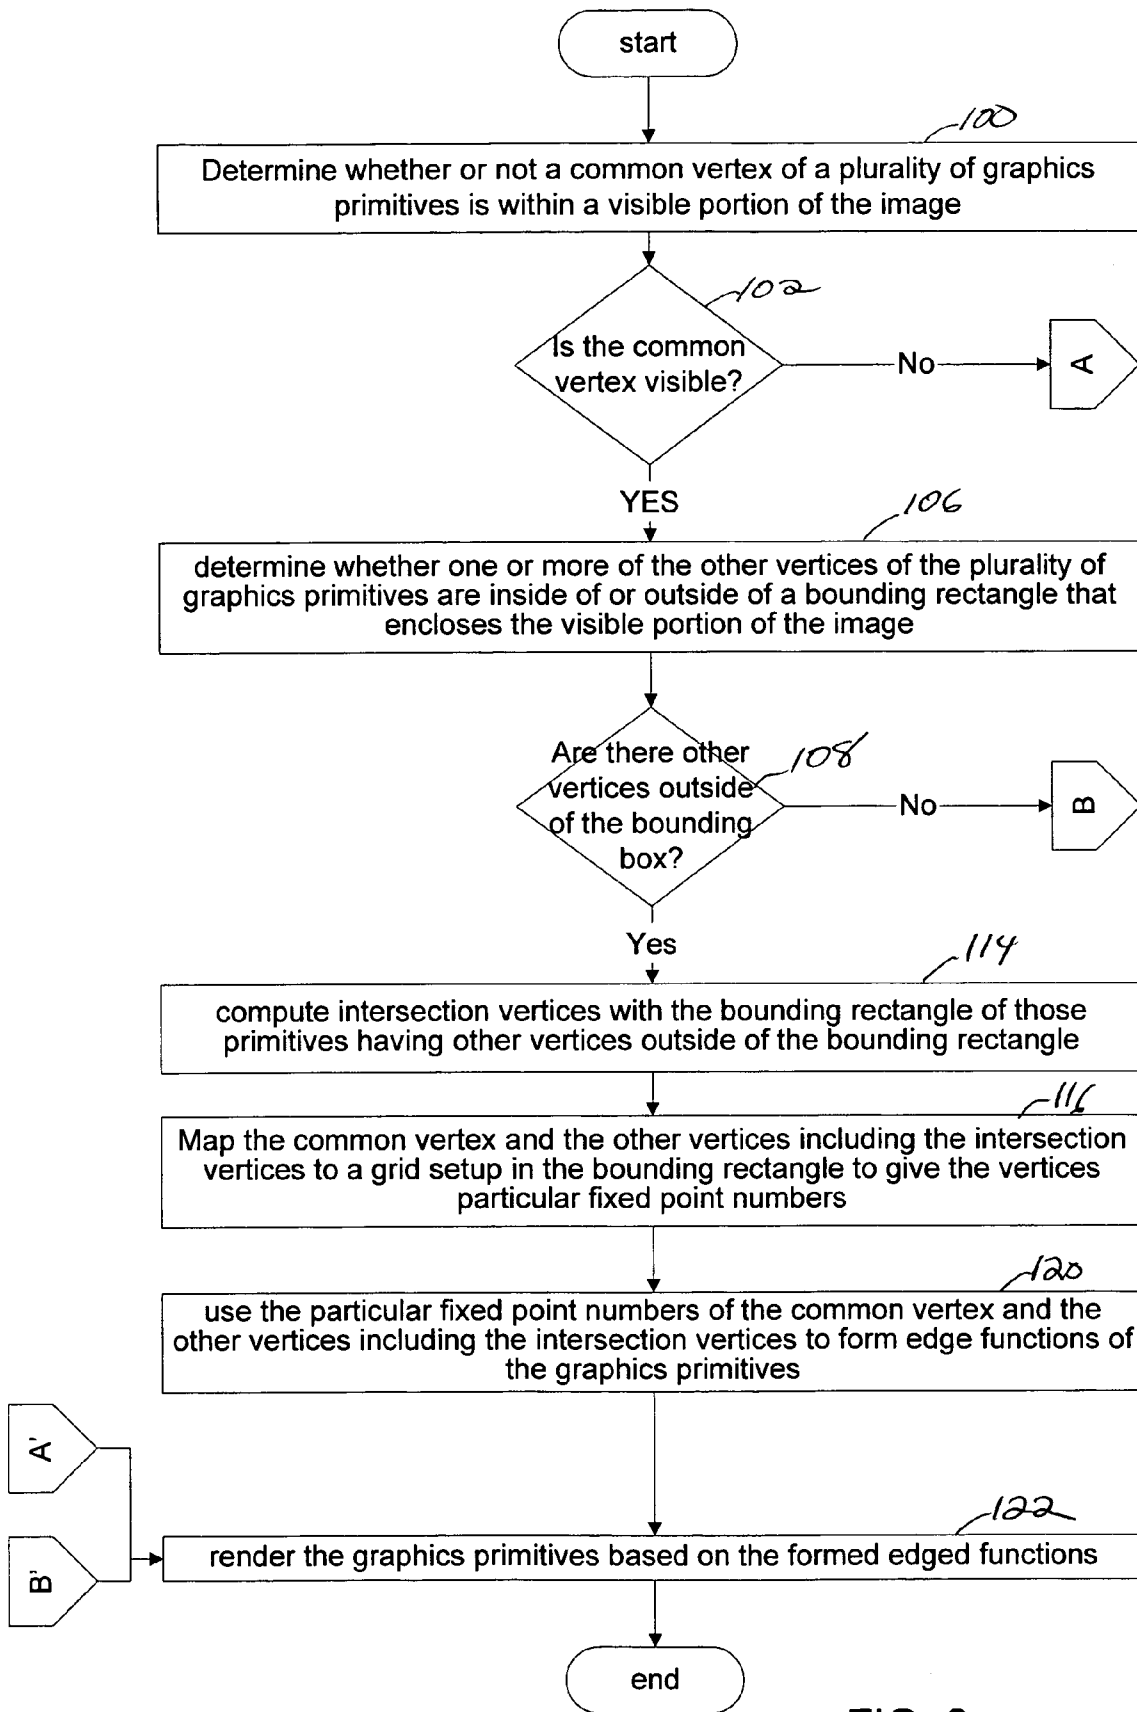 start
100
Determine whether or not a common vertex of a plurality of graphics
primitives is within a visible portion of the image
102
Is the common
vertex visible?
No
A
YES
106
determine whether one or more of the other vertices of the plurality of
graphics primitives are inside of or outside of a bounding rectangle that
encloses the visible portion of the image
108
Are there other
vertices outside
of the bounding
box?
No
B
Yes
114
compute intersection vertices with the bounding rectangle of those
primitives having other vertices outside of the bounding rectangle
116
Map the common vertex and the other vertices including the intersection
vertices to a grid setup in the bounding rectangle to give the vertices
particular fixed point numbers
120
use the particular fixed point numbers of the common vertex and the
other vertices including the intersection vertices to form edge functions of
the graphics primitives
A'
B'
122
render the graphics primitives based on the formed edged functions
end